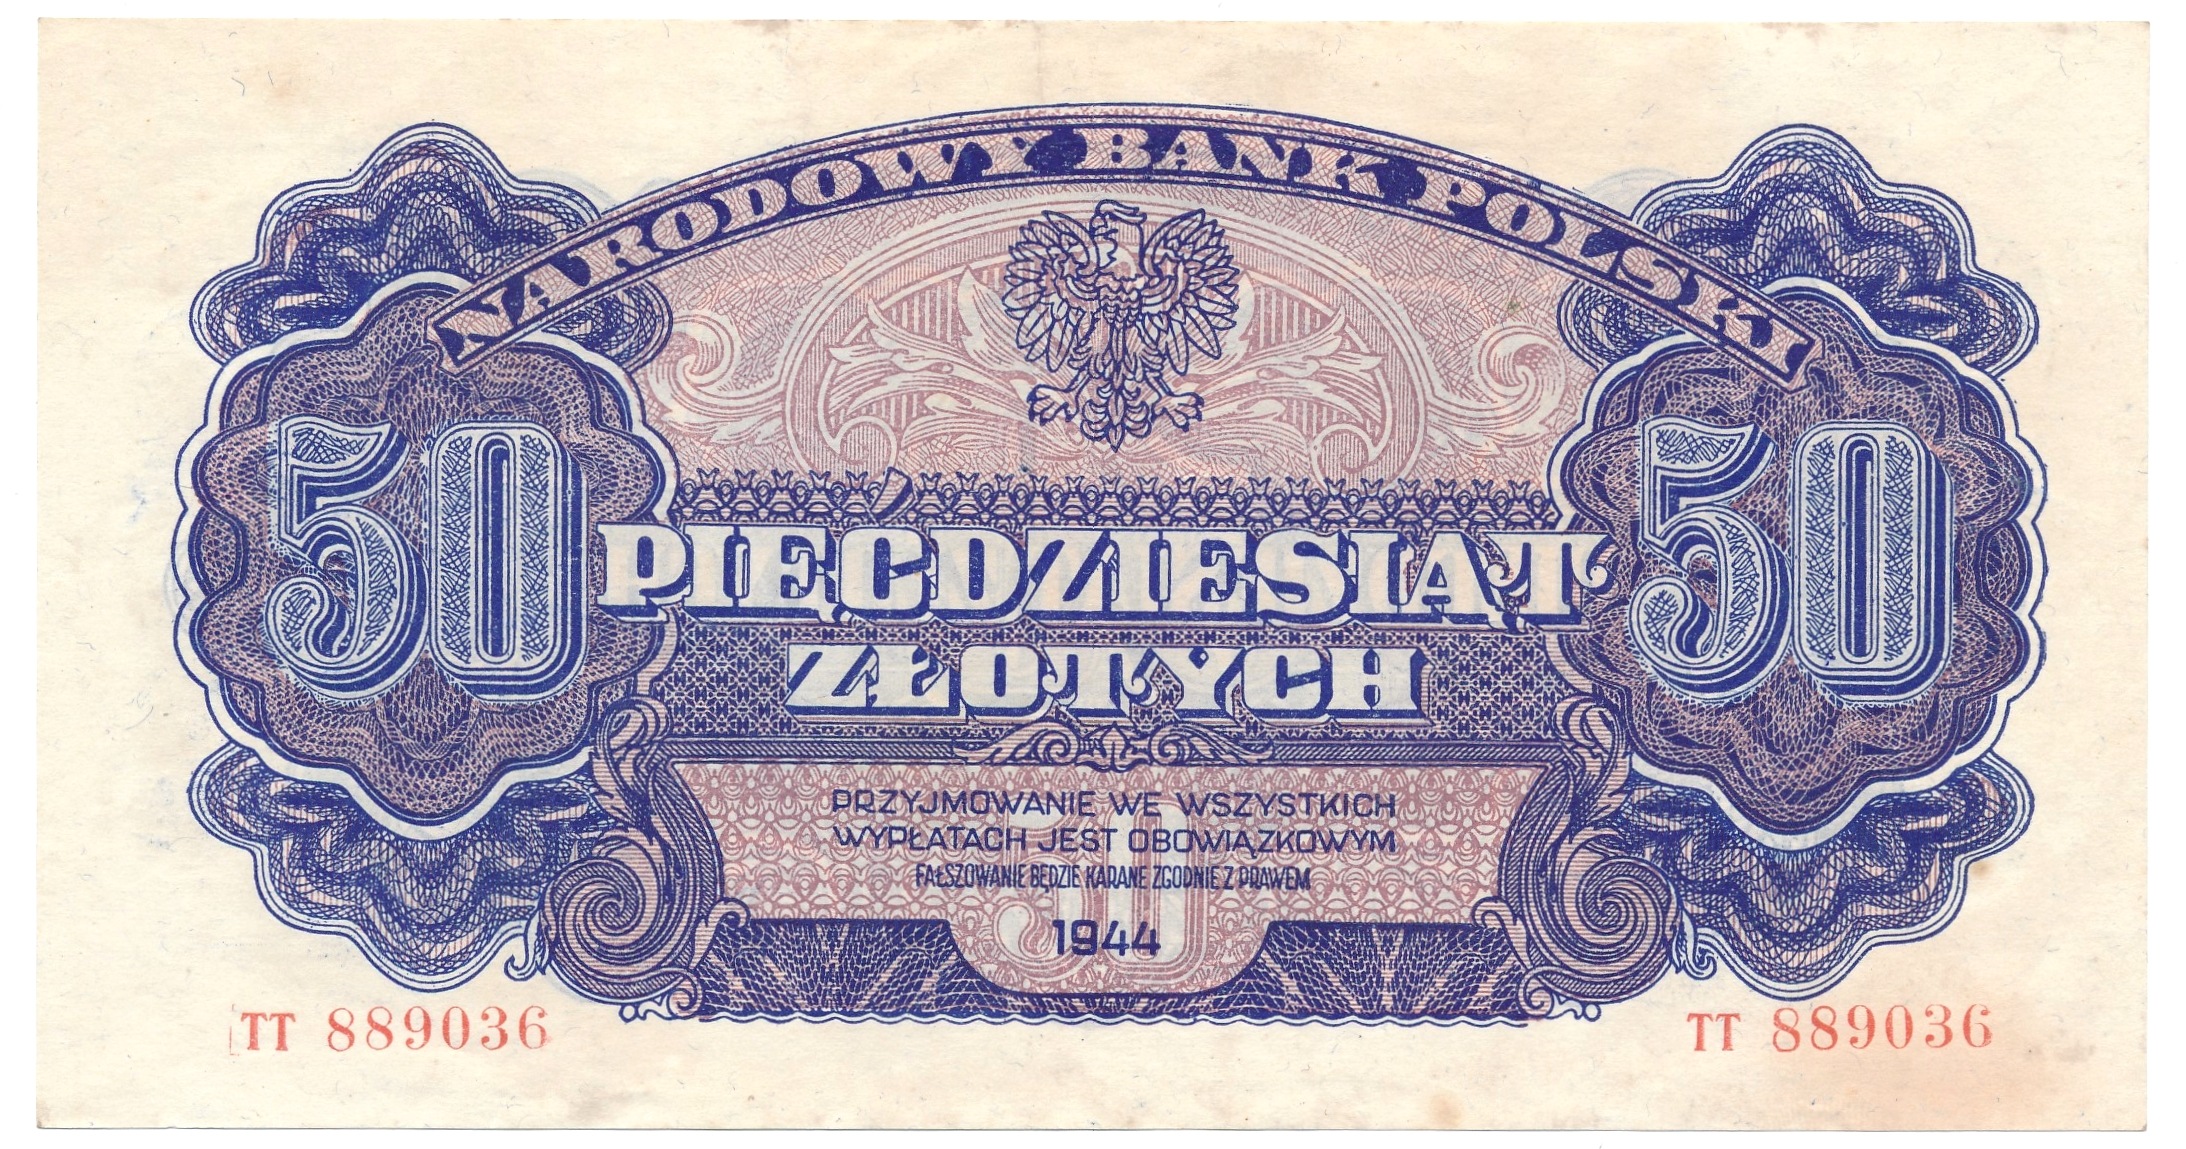 NARODOWY BANK POLSKI
50
50
PIĘĆDZIESIĄT
ZŁOTYCH
PRZYJMOWANIE WE WSZYSTKICH
WYPŁATACH JEST OBOWIĄZKOWYM
FAŁSZOWANIE BĘDZIE KARANE ZGODNIE Z PRAWEM
50
1944
TT 889036
TT 889036